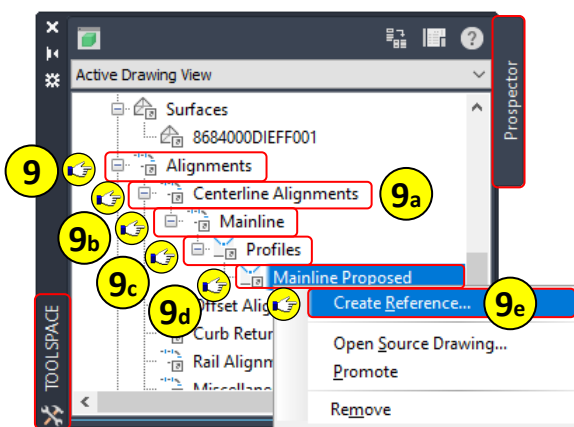 Active Drawing View
Prospector
Surfaces
8684000DIEFF001
9
Alignments
Centerline Alignments
9a
9b
Mainline
9c
Profiles
9d
Mainline Proposed
Offset Alig
Create Reference...
9e
Curb Retur
Open Source Drawing...
Rail Alignm
Promote
Miscellane
Remove
TOOLSPACE